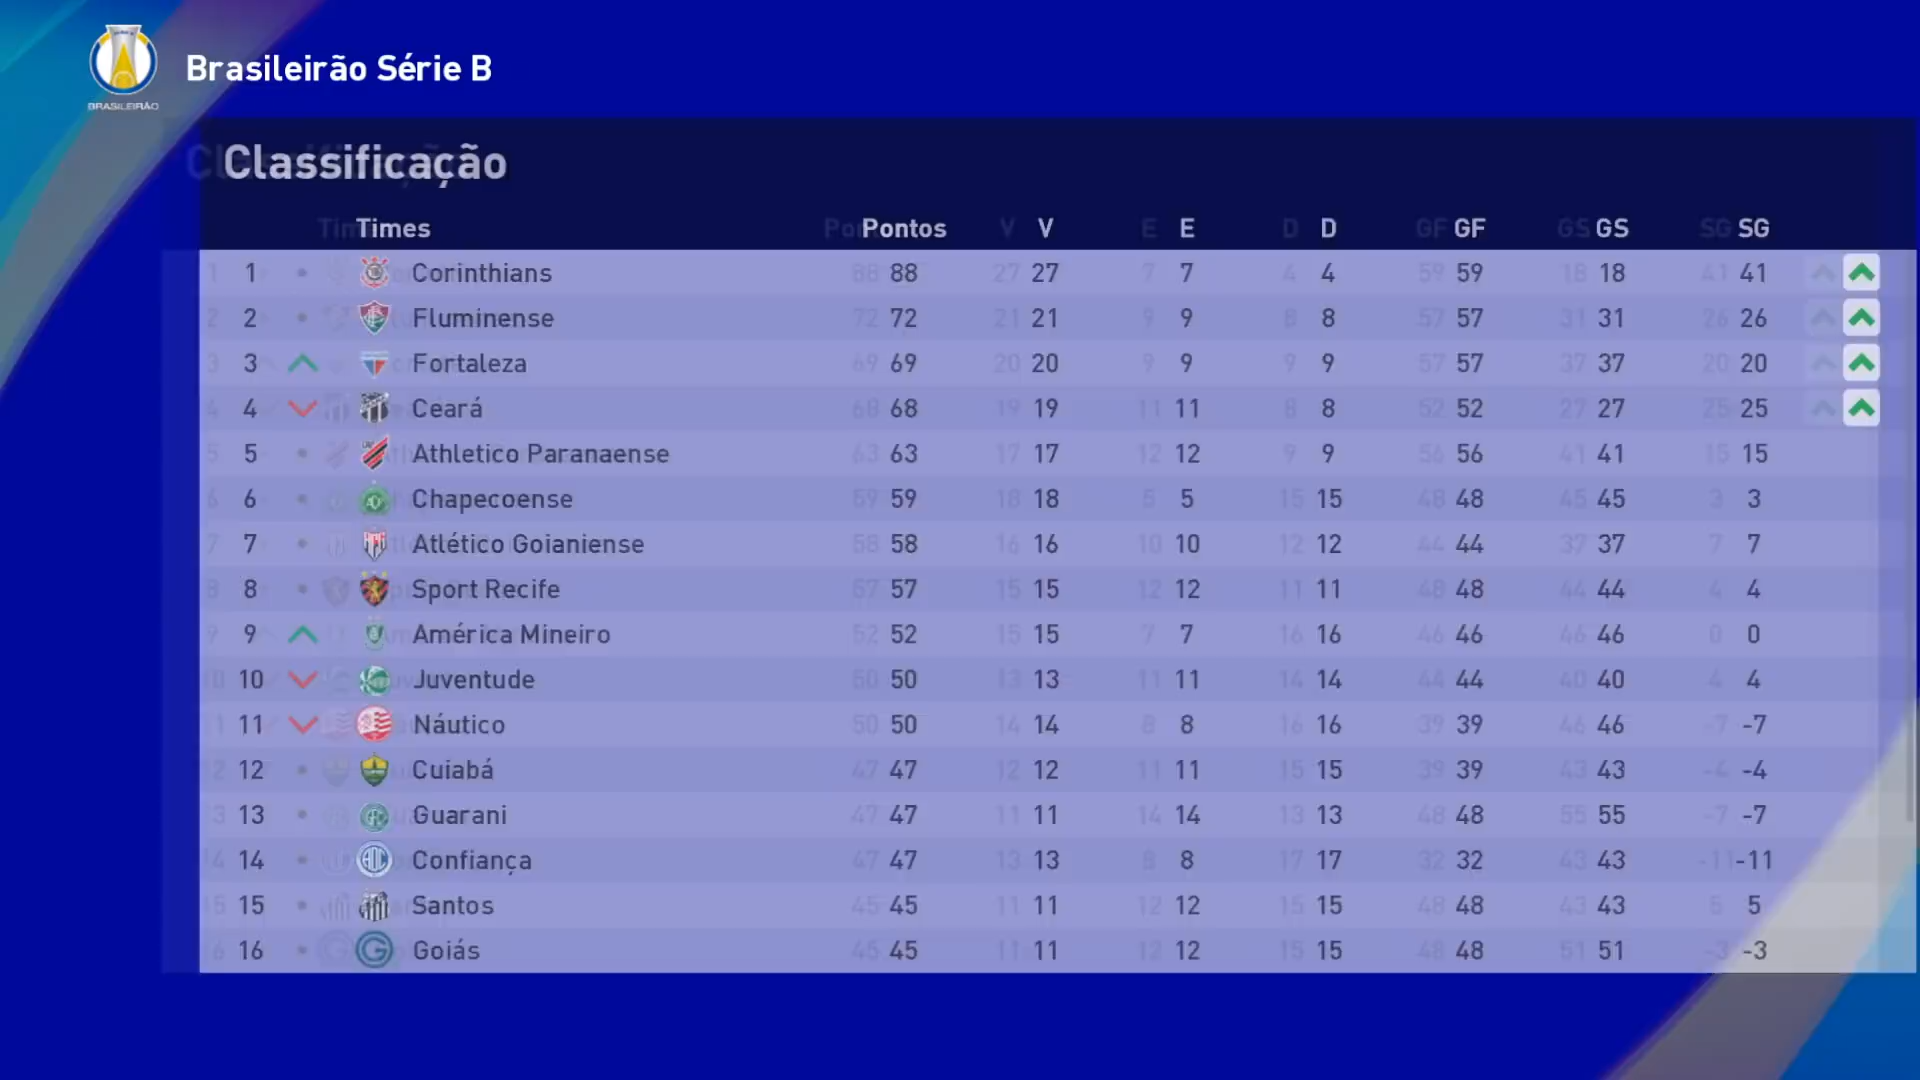 Brasileirão Série B
BRASILEIRÃO
Classificação
Times Pontos V E D GF GS SG
1 Corinthians 88 27 7 4 59 18 41
2 Fluminense 72 21 9 8 57 31 26
3 Fortaleza 69 20 9 9 57 37 20
4 Ceará 68 19 11 8 52 27 25
5 Athletico Paranaense 63 17 12 9 56 41 15
6 Chapecoense 59 18 5 15 48 45 3
7 Atlético Goianiense 58 16 10 12 44 37 7
8 Sport Recife 57 15 12 11 48 44 4
9 América Mineiro 52 15 7 16 46 46 0
10 Juventude 50 13 11 14 44 40 4
11 Náutico 50 14 8 16 39 46 -7
12 Cuiabá 47 12 11 15 39 43 -4
13 Guarani 47 11 14 13 48 55 -7
14 Confiança 47 13 8 17 32 43 -11
15 Santos 45 11 12 15 48 43 5
16 Goiás 45 11 12 15 48 51 -3